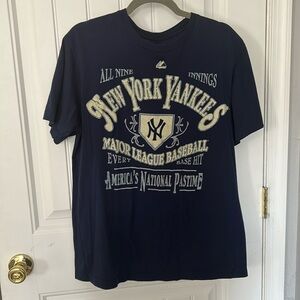 ALL NINE INNINGS
NEW YORK YANKEES
NY
MAJOR LEAGUE BASEBALL
EVERY BASE HIT
AMERICA'S NATIONAL PASTIME